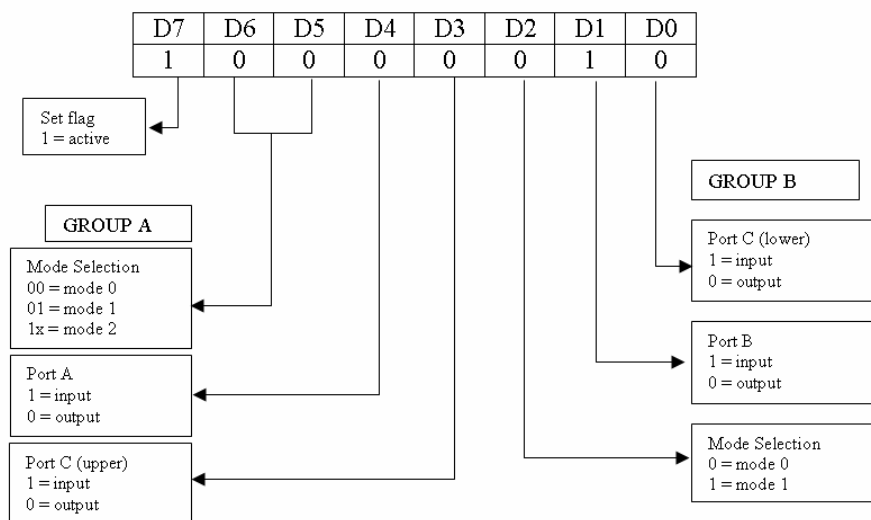 D7 D6 D5 D4 D3 D2 D1 D0
1 0 0 0 0 0 1 0
Set flag
1 = active
GROUP A
Mode Selection
00 = mode 0
01 = mode 1
1x = mode 2
Port A
1 = input
0 = output
Port C (upper)
1 = input
0 = output
GROUP B
Port C (lower)
1 = input
0 = output
Port B
1 = input
0 = output
Mode Selection
0 = mode 0
1 = mode 1